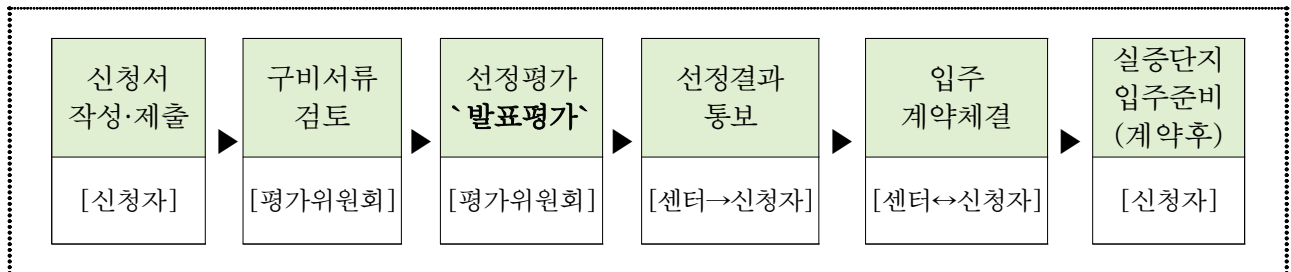 신청서
작성·제출
[신청자]
▶
구비서류
검토
[평가위원회]
▶
선정평가
`발표평가`
[평가위원회]
▶
선정결과
통보
[센터→신청자]
▶
입주
계약체결
[센터↔신청자]
▶
실증단지
입주준비
(계약후)
[신청자]